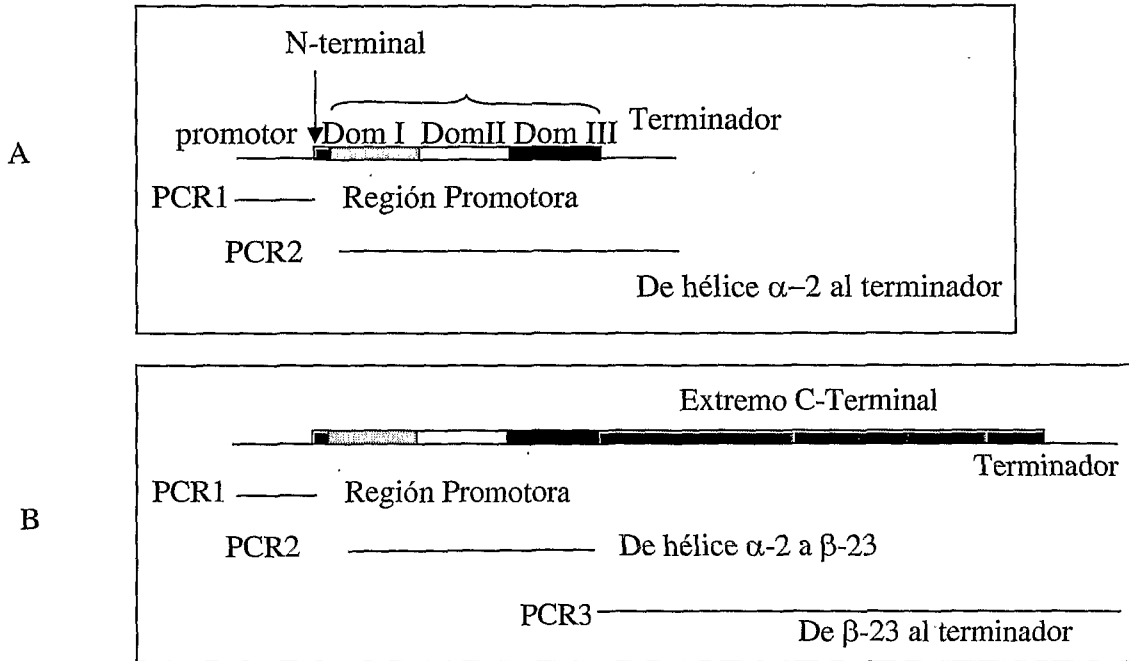 A
N-terminal
promotor Dom I DomII Dom III Terminador
PCR1 Región Promotora
PCR2
De hélice α–2 al terminador
B
Extremo C-Terminal
Terminador
PCR1 Región Promotora
PCR2 De hélice α-2 a β-23
PCR3
De β-23 al terminador